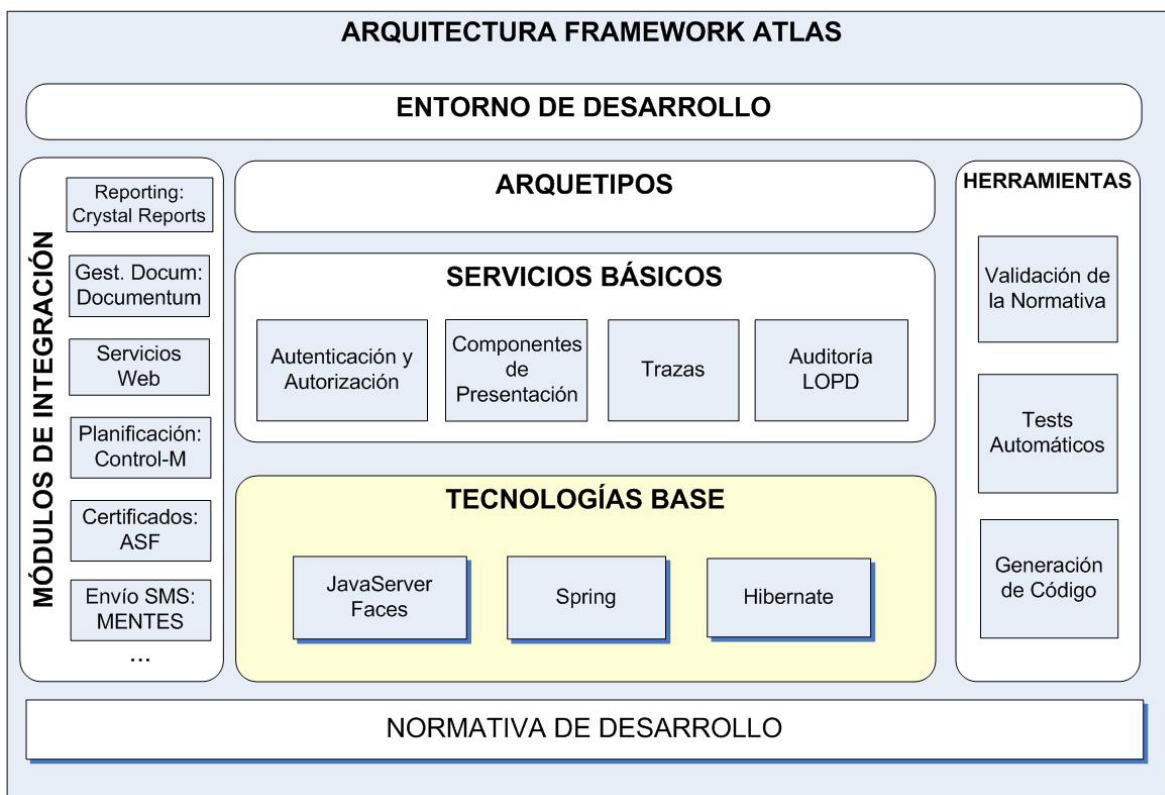 ARQUITECTURA FRAMEWORK ATLAS
ENTORNO DE DESARROLLO
MÓDULOS DE INTEGRACIÓN
Reporting:
Crystal Reports
Gest. Docum:
Documentum
Servicios
Web
Planificación:
Control-M
Certificados:
ASF
Envío SMS:
MENTES
...
ARQUETIPOS
SERVICIOS BÁSICOS
Autenticación y
Autorización
Componentes
de
Presentación
Trazas
Auditoría
LOPD
TECNOLOGÍAS BASE
JavaServer
Faces
Spring
Hibernate
HERRAMIENTAS
Validación de
la Normativa
Tests
Automáticos
Generación
de Código
NORMATIVA DE DESARROLLO